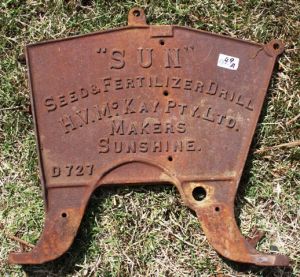 "SUN"
SEED & FERTILIZER DRILL
H.V. McKAY PTY. LTD.
MAKERS
SUNSHINE.
D727
49
A